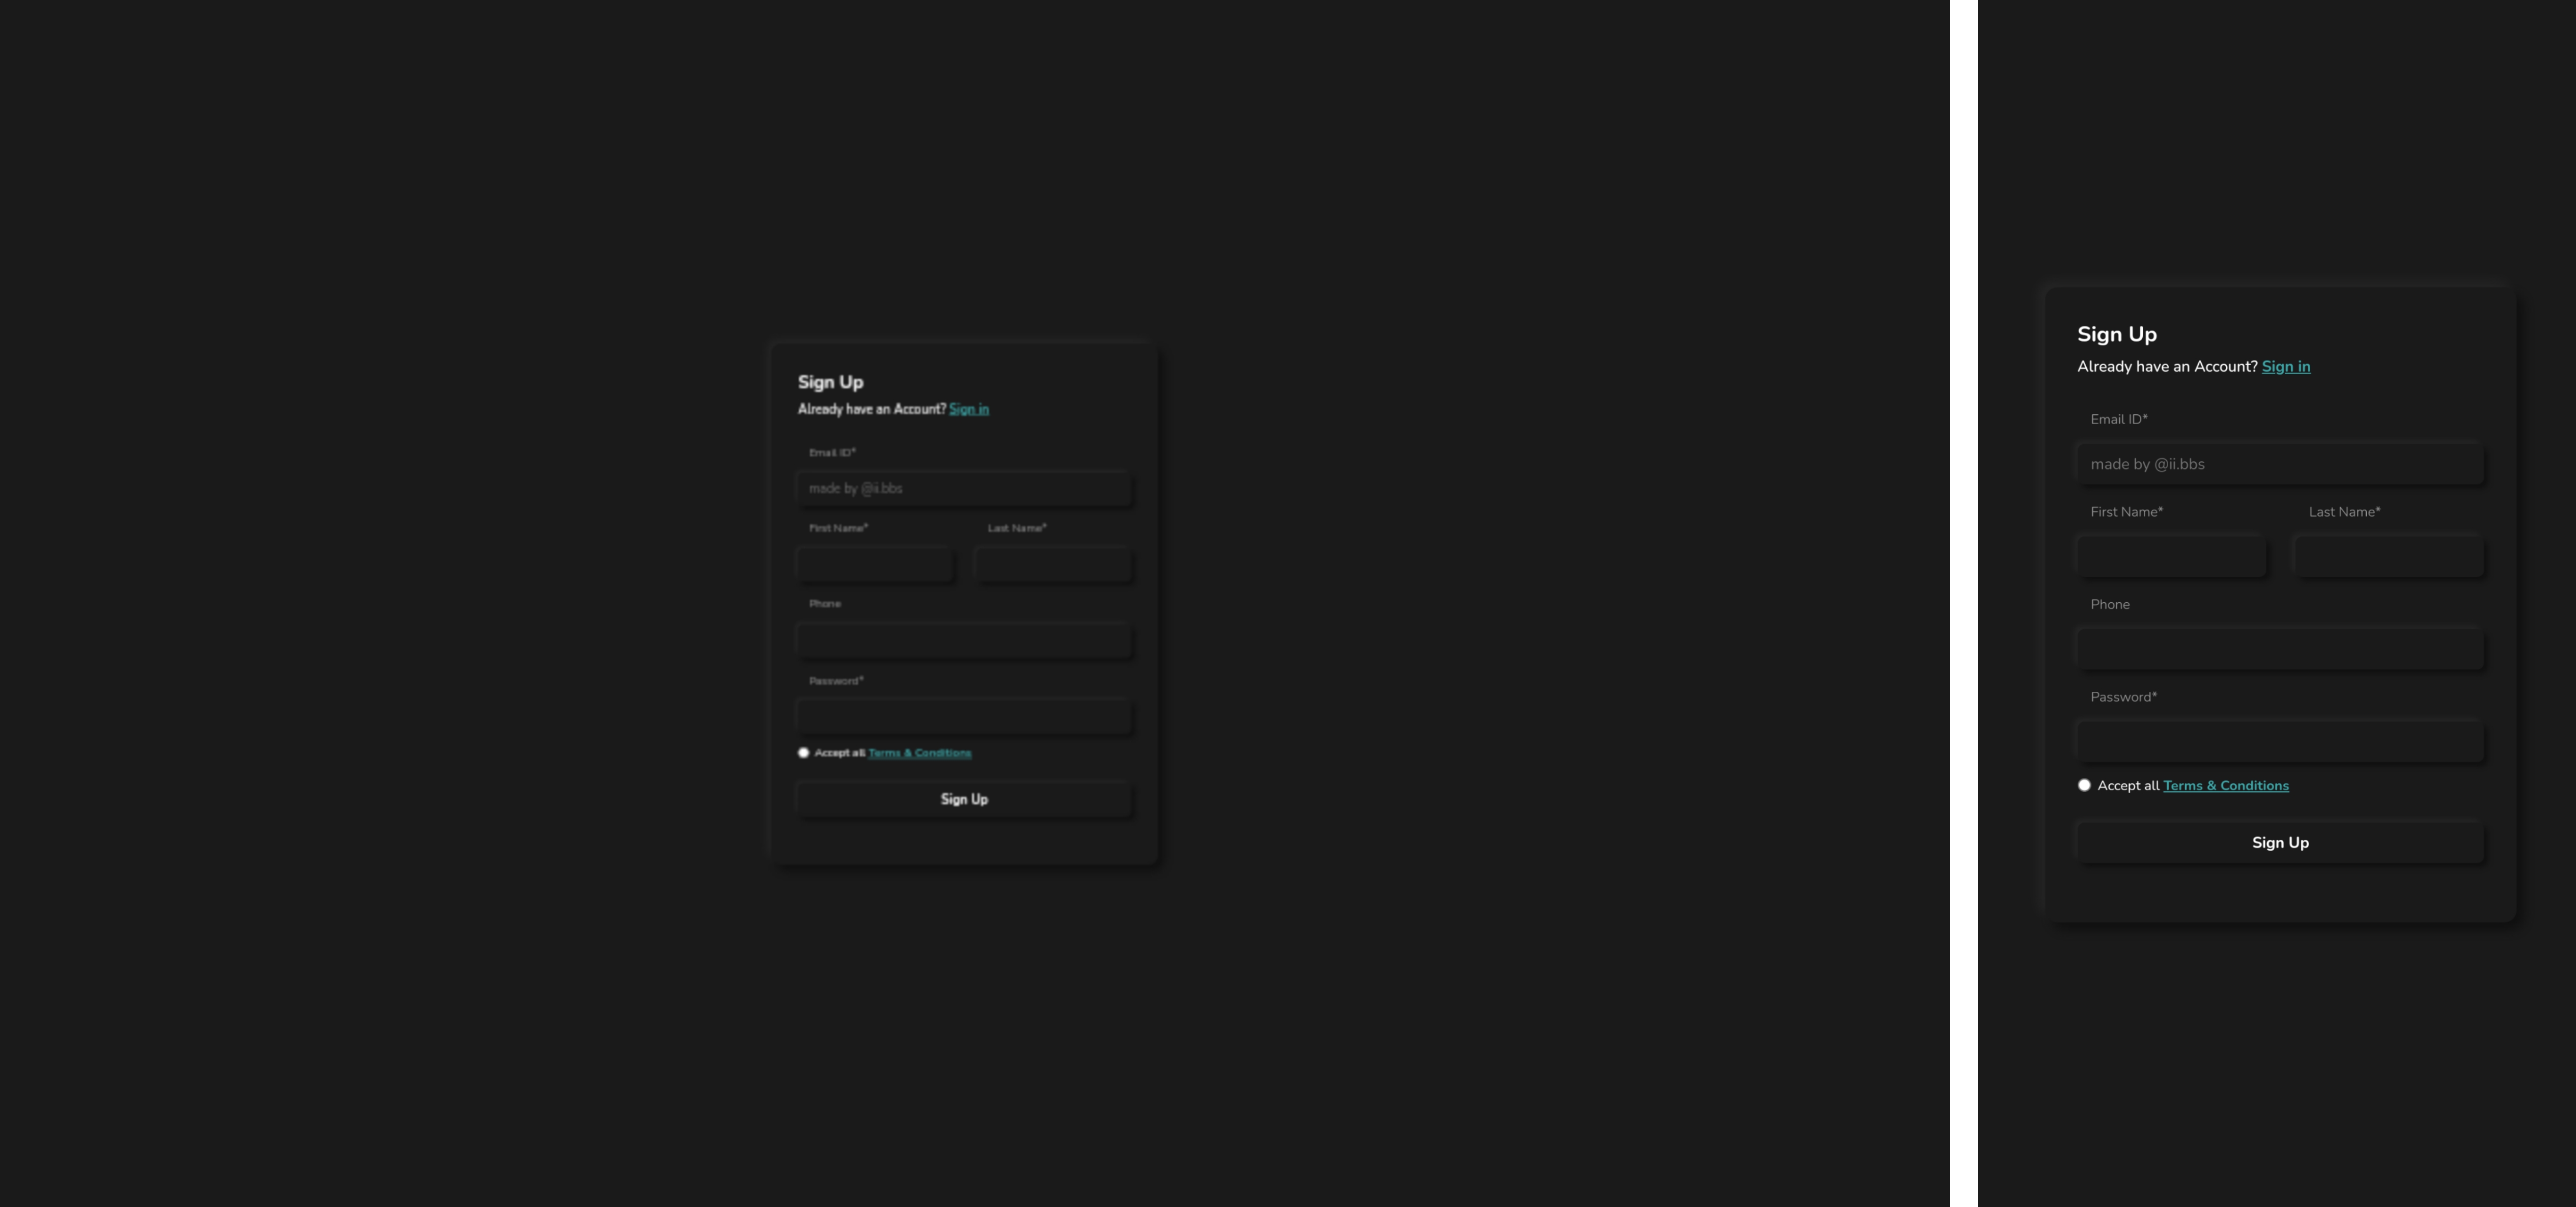 Sign Up
Already have an Account? Sign in
Email ID*
made by @ii.bbs
First Name* Last Name*
Phone
Password*
Accept all Terms & Conditions
Sign Up
Sign Up
Already have an Account? Sign in
Email ID*
made by @ii.bbs
First Name* Last Name*
Phone
Password*
Accept all Terms & Conditions
Sign Up